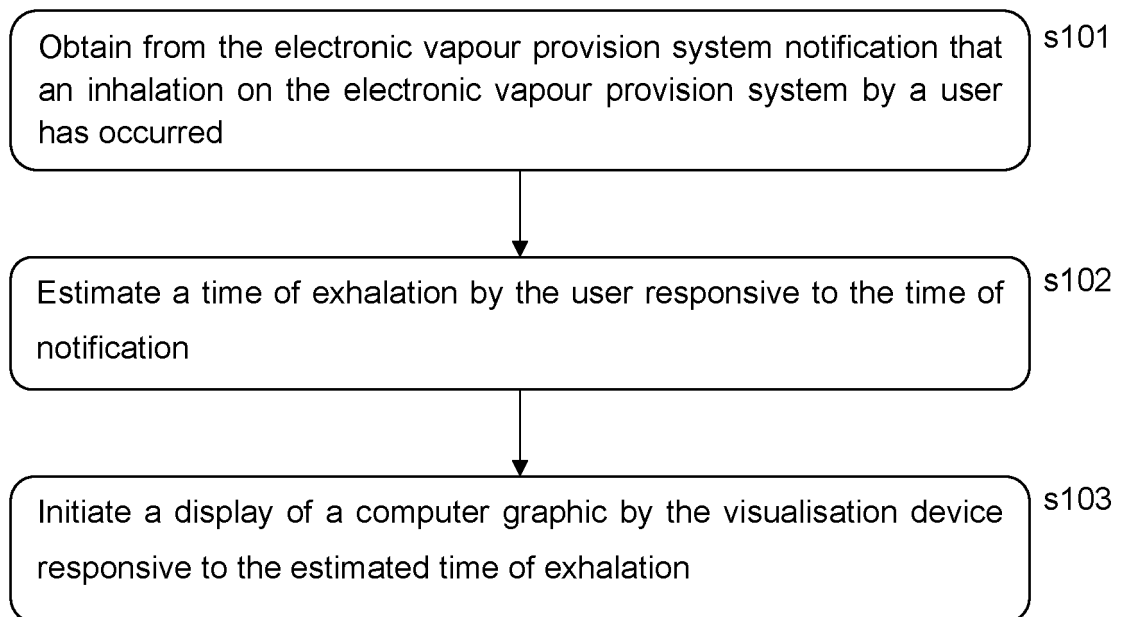 Obtain from the electronic vapour provision system notification that
s101
an inhalation on the electronic vapour provision system by a user
has occurred
Estimate a time of exhalation by the user responsive to the time of
s102
notification
Initiate a display of a computer graphic by the visualisation device
s103
responsive to the estimated time of exhalation